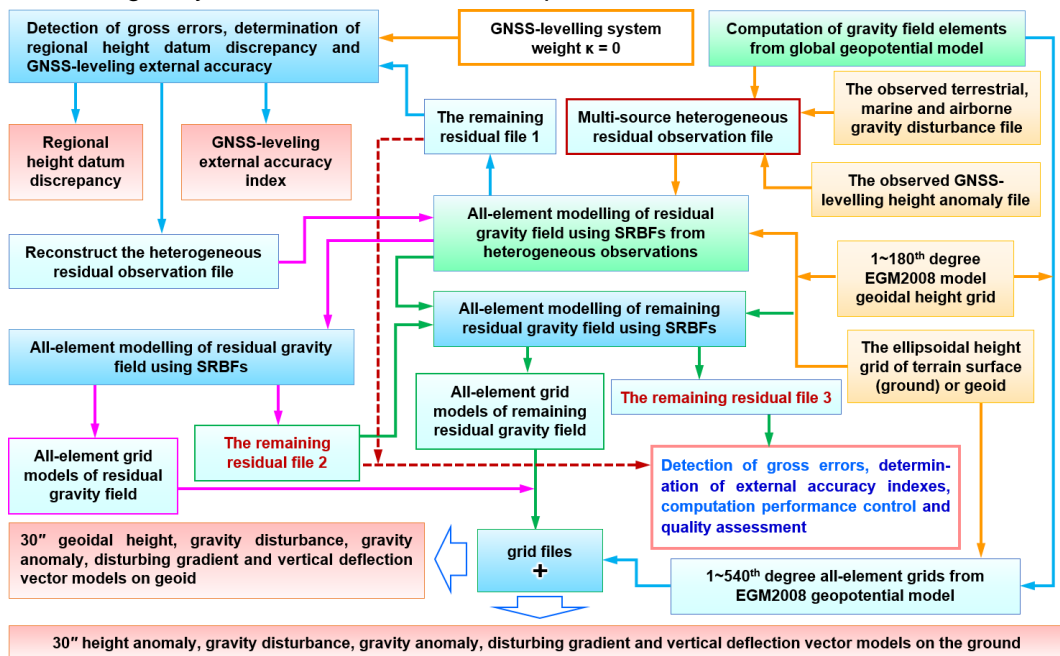 Detection of gross errors, determination of
regional height datum discrepancy and
GNSS-leveling external accuracy
GNSS-levelling system
weight κ = 0
Computation of gravity field elements
from global geopotential model
The observed terrestrial,
marine and airborne
gravity disturbance file
The remaining
residual file 1
Multi-source heterogeneous
residual observation file
Regional
height datum
discrepancy
GNSS-leveling
external accuracy
index
The observed GNSS-
levelling height anomaly file
All-element modelling of residual
gravity field using SRBFs from
heterogeneous observations
Reconstruct the heterogeneous
residual observation file
1~180th degree
EGM2008 model
geoidal height grid
All-element modelling of remaining
residual gravity field using SRBFs
All-element modelling of residual gravity
field using SRBFs
The ellipsoidal height
grid of terrain surface
(ground) or geoid
All-element grid
models of remaining
residual gravity field
The remaining residual file 3
All-element grid
models of residual
gravity field
The remaining
residual file 2
Detection of gross errors, determin-
ation of external accuracy indexes,
computation performance control and
quality assessment
30″ geoidal height, gravity disturbance, gravity
anomaly, disturbing gradient and vertical deflection
vector models on geoid
grid files
+
1~540th degree all-element grids from
EGM2008 geopotential model
30″ height anomaly, gravity disturbance, gravity anomaly, disturbing gradient and vertical deflection vector models on the ground